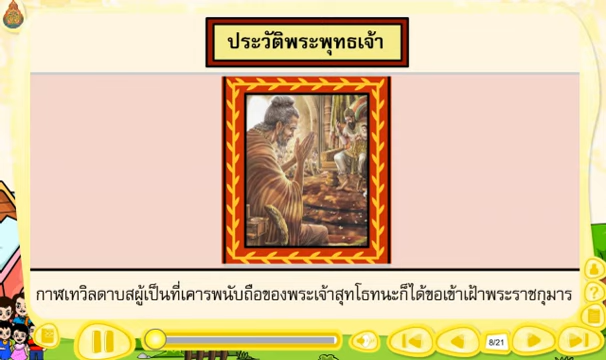 ประวัติพระพุทธเจ้า
กาฬเทวิลดาบสผู้เป็นที่เคารพนับถือของพระเจ้าสุทโธทนะก็ได้ขอเข้าเฝ้าพระราชกุมาร
8/21